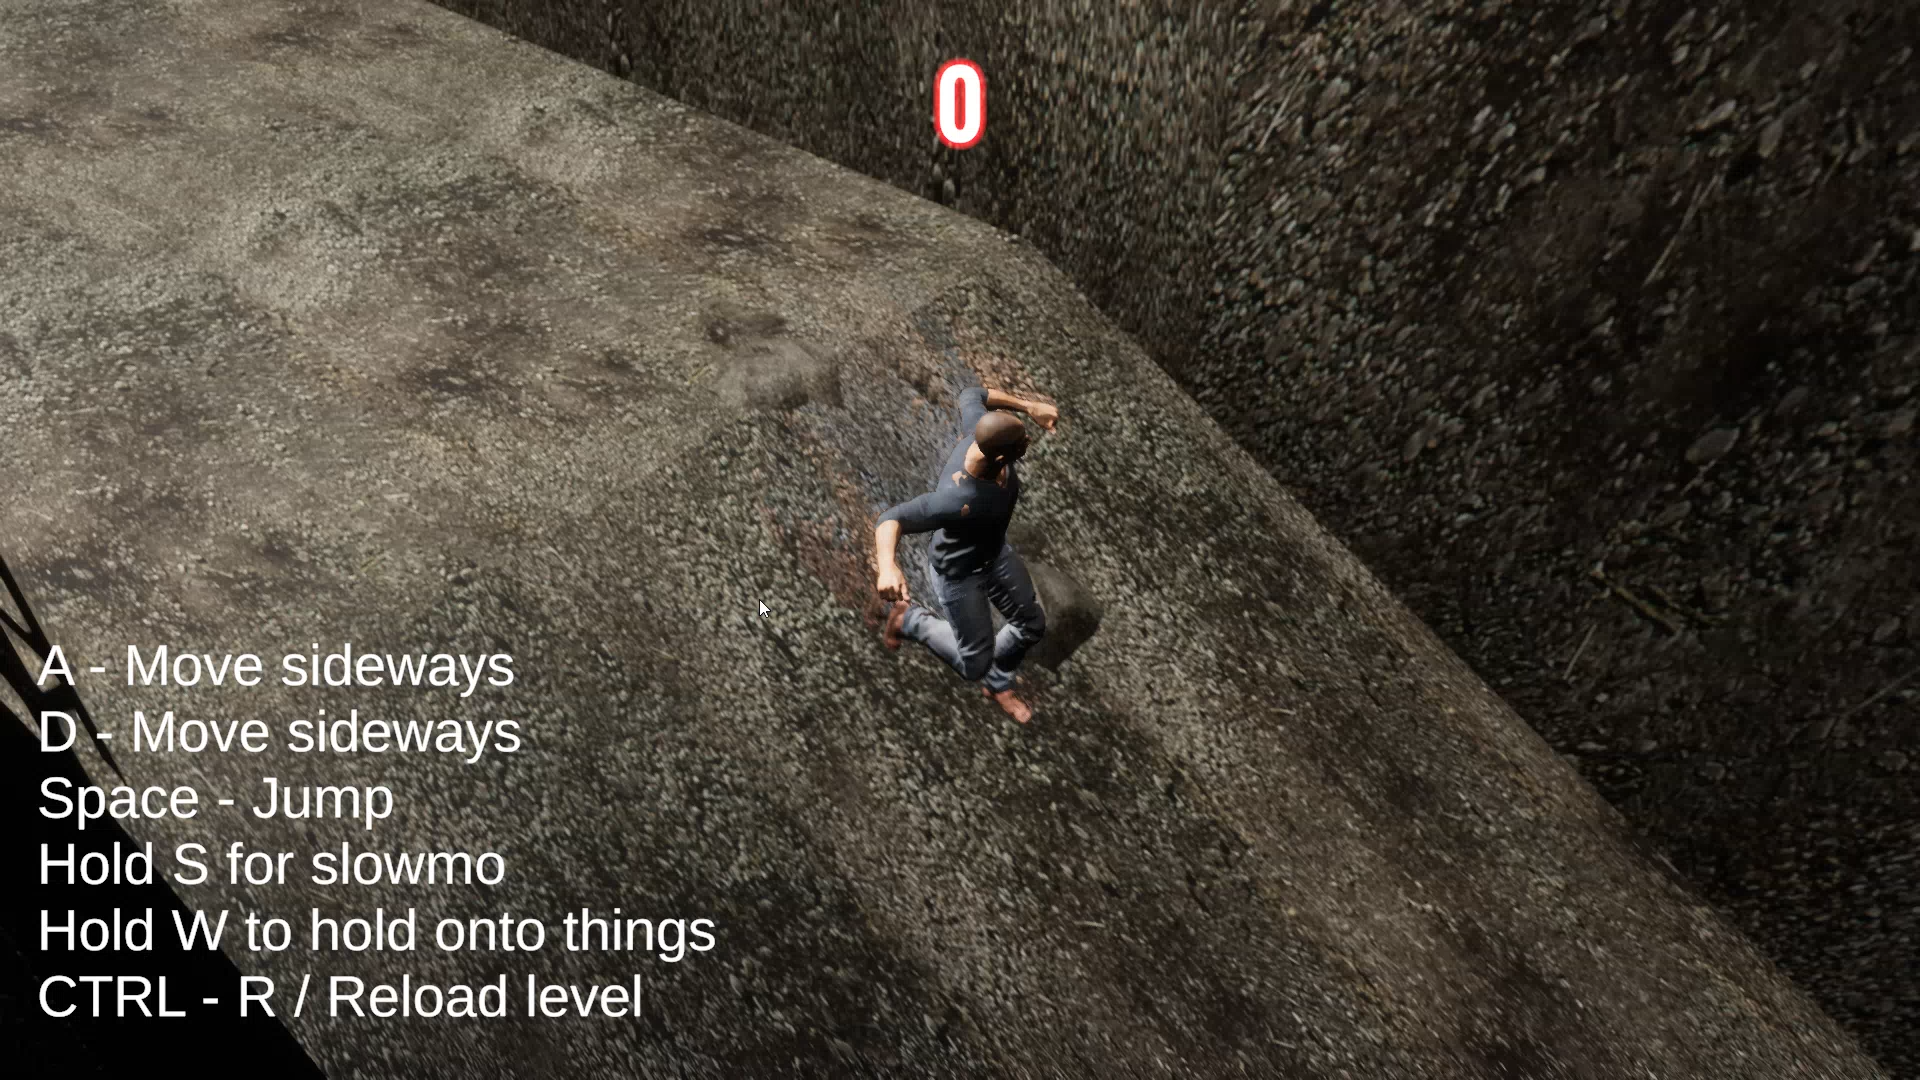 0
A - Move sideways
D - Move sideways
Space - Jump
Hold S for slowmo
Hold W to hold onto things
CTRL - R / Reload level